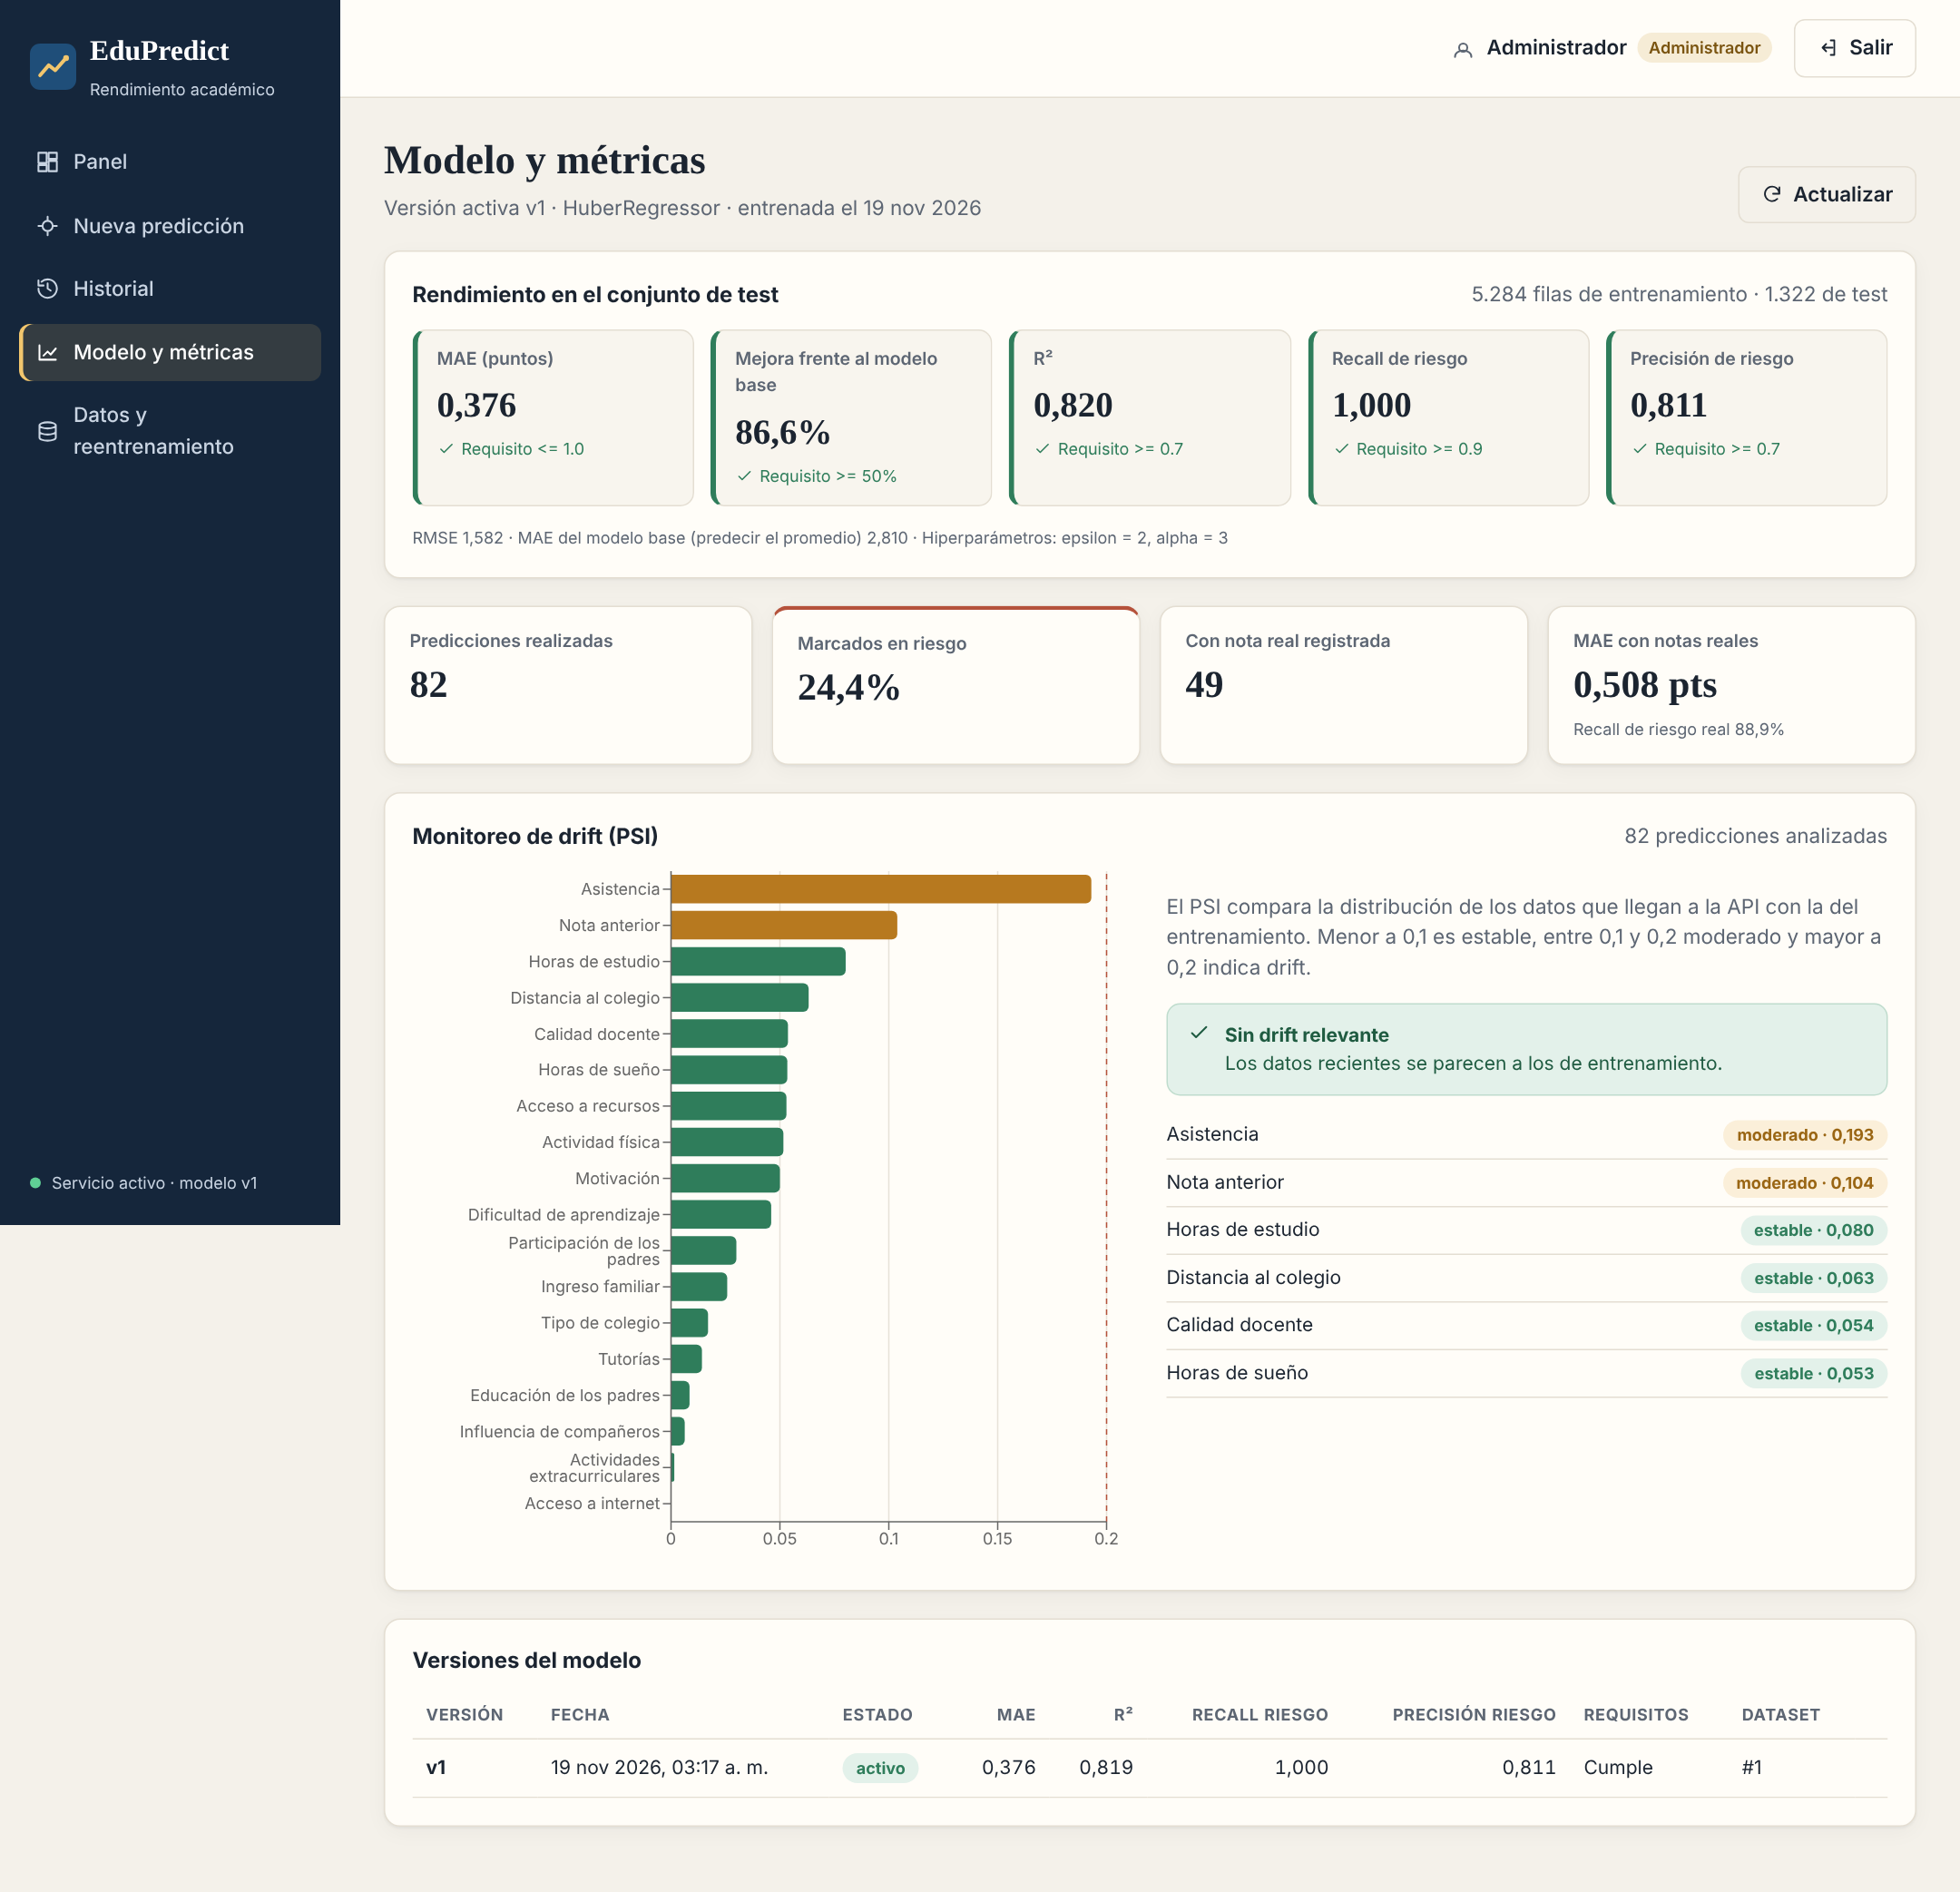 EduPredict
Rendimiento académico
Panel
Nueva predicción
Historial
Modelo y métricas
Datos y
reentrenamiento
Servicio activo · modelo v1
Administrador
Administrador
Salir
Modelo y métricas
Versión activa v1 · HuberRegressor · entrenada el 19 nov 2026
Actualizar
Rendimiento en el conjunto de test
5.284 filas de entrenamiento · 1.322 de test
MAE (puntos)
0,376
Requisito <= 1.0
Mejora frente al modelo
base
86,6%
Requisito >= 50%
R²
0,820
Requisito >= 0.7
Recall de riesgo
1,000
Requisito >= 0.9
Precisión de riesgo
0,811
Requisito >= 0.7
RMSE 1,582 · MAE del modelo base (predecir el promedio) 2,810 · Hiperparámetros: epsilon = 2, alpha = 3
Predicciones realizadas
82
Marcados en riesgo
24,4%
Con nota real registrada
49
MAE con notas reales
0,508 pts
Recall de riesgo real 88,9%
Monitoreo de drift (PSI)
82 predicciones analizadas
Asistencia
Nota anterior
Horas de estudio
Distancia al colegio
Calidad docente
Horas de sueño
Acceso a recursos
Actividad física
Motivación
Dificultad de aprendizaje
Participación de los
padres
Ingreso familiar
Tipo de colegio
Tutorías
Educación de los padres
Influencia de compañeros
Actividades
extracurriculares
Acceso a internet
0 0.05 0.1 0.15 0.2
El PSI compara la distribución de los datos que llegan a la API con la del
entrenamiento. Menor a 0,1 es estable, entre 0,1 y 0,2 moderado y mayor a
0,2 indica drift.
Sin drift relevante
Los datos recientes se parecen a los de entrenamiento.
Asistencia moderado · 0,193
Nota anterior moderado · 0,104
Horas de estudio estable · 0,080
Distancia al colegio estable · 0,063
Calidad docente estable · 0,054
Horas de sueño estable · 0,053
Versiones del modelo
VERSIÓN FECHA ESTADO MAE R² RECALL RIESGO PRECISIÓN RIESGO REQUISITOS DATASET
v1 19 nov 2026, 03:17 a. m. activo 0,376 0,819 1,000 0,811 Cumple #1